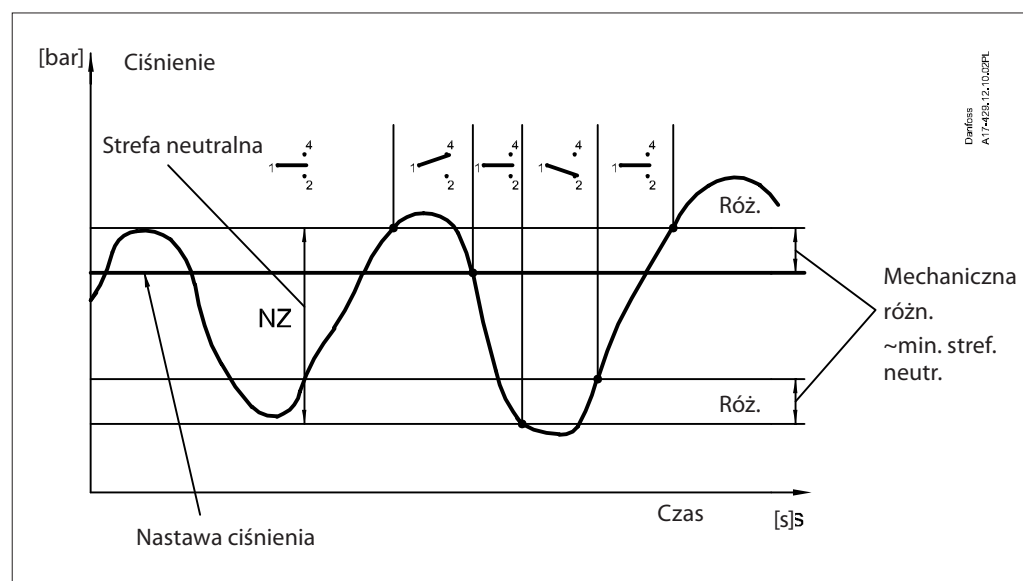 [bar]
Ciśnienie
Danfoss
A17-429.12.10.02PL
Strefa neutralna
1 4 2
1 4 2
1 4 2
1 4 2
1 4 2
Róż.
NZ
Mechaniczna
różn.
~min. stref.
neutr.
Róż.
Czas
[s]s
Nastawa ciśnienia